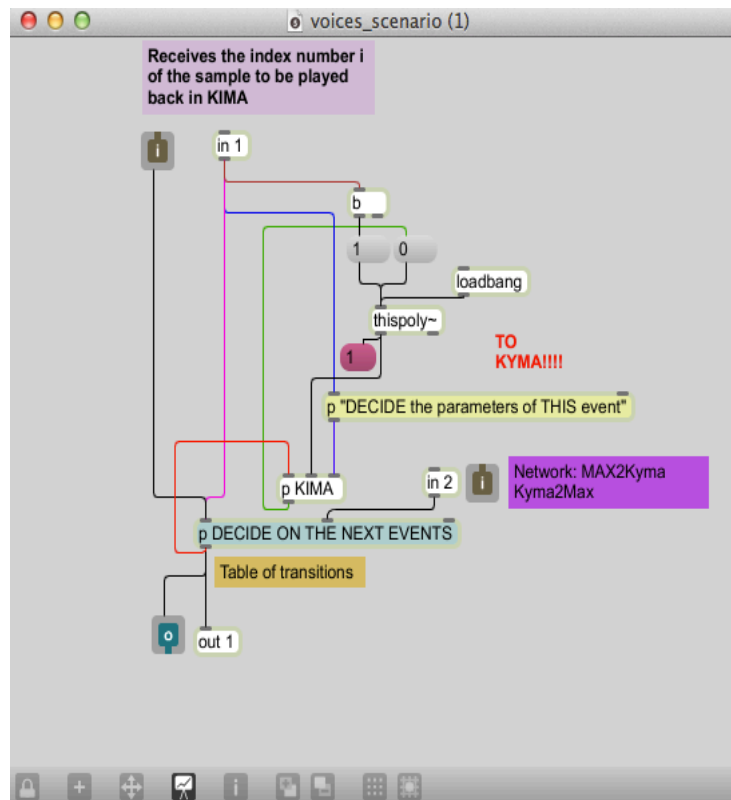 voices_scenario (1)
Receives the index number i
of the sample to be played
back in KIMA
i
in 1
b
1
0
loadbang
thispoly~
1
TO
KYMA!!!!
p "DECIDE the parameters of THIS event"
p KIMA
in 2
i
Network: MAX2Kyma
Kyma2Max
p DECIDE ON THE NEXT EVENTS
Table of transitions
o
out 1
i